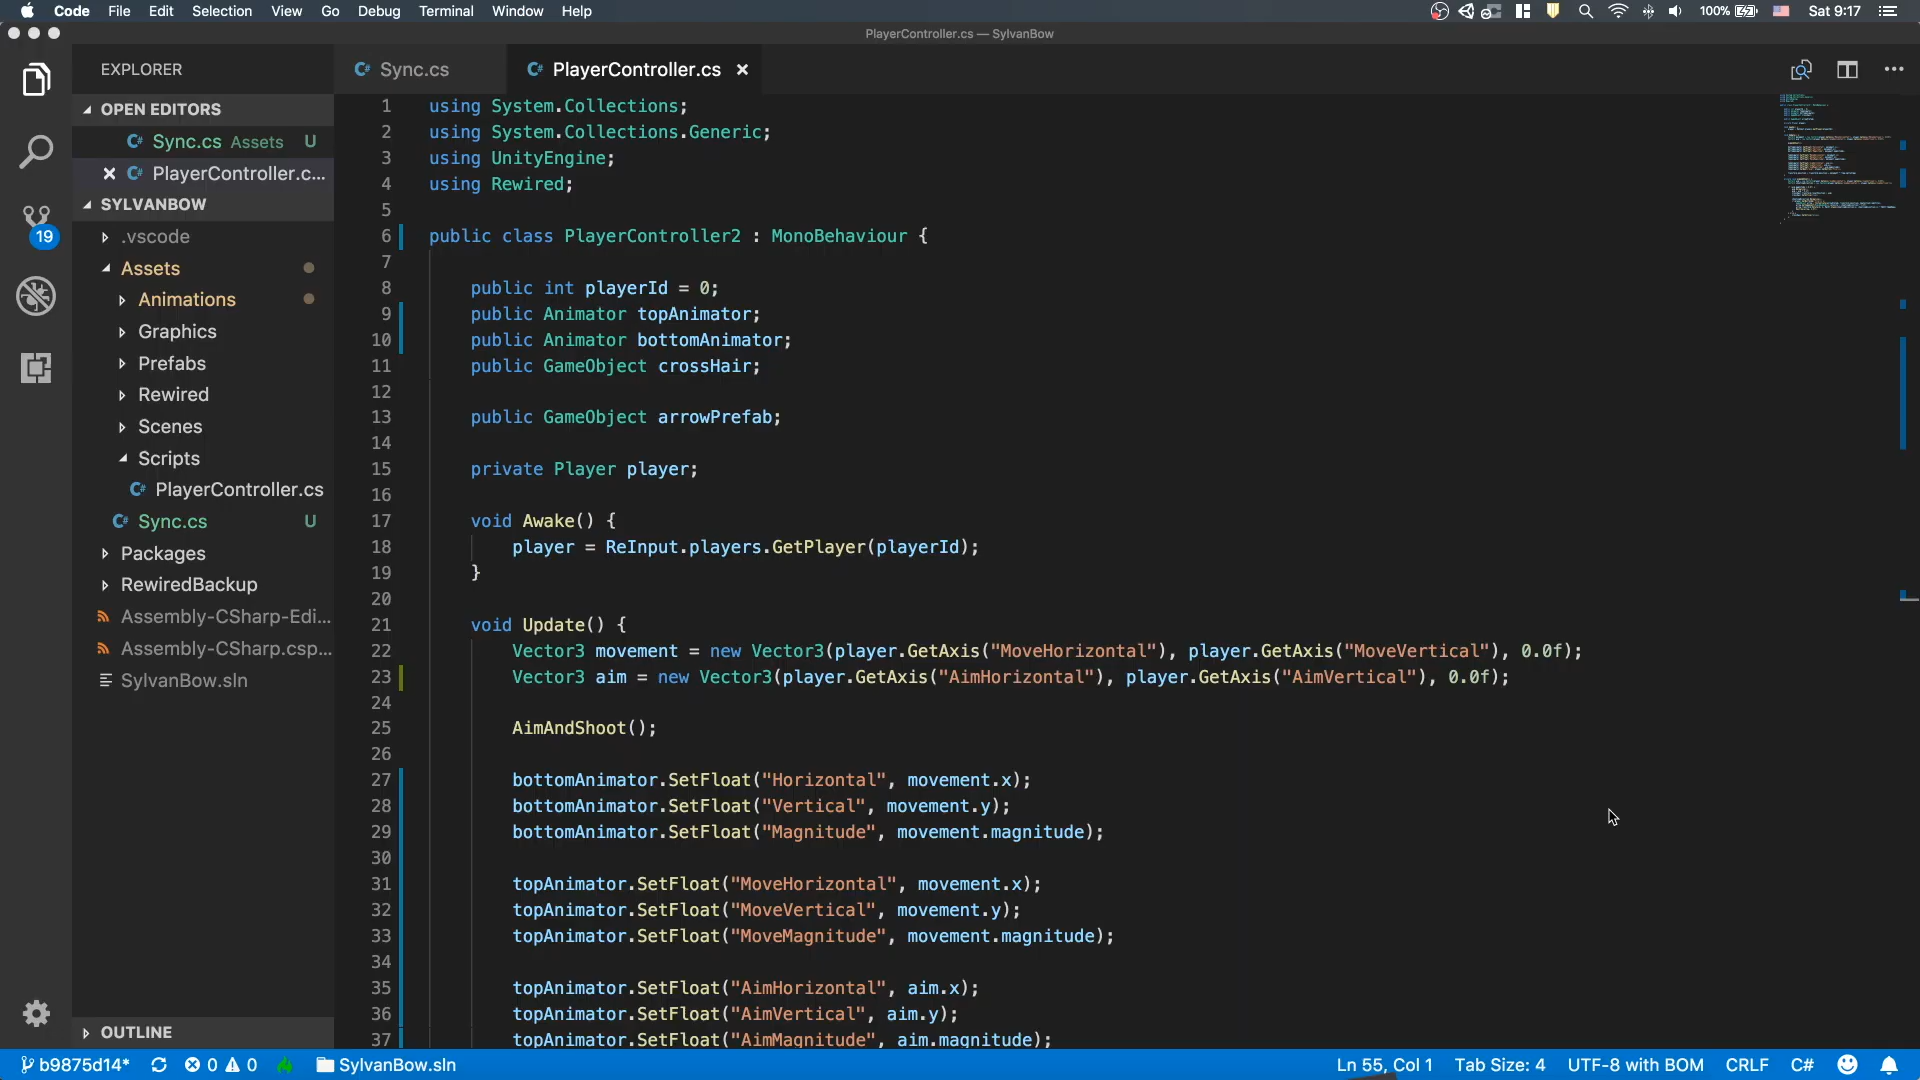 Code File Edit Selection View Go Debug Terminal Window Help 100% Sat 9:17
PlayerController.cs — SylvanBow
EXPLORER
OPEN EDITORS
Sync.cs Assets U
PlayerController.c...
SYLVANBOW
.vscode
Assets
Animations
Graphics
Prefabs
Rewired
Scenes
Scripts
PlayerController.cs
Sync.cs U
Packages
RewiredBackup
Assembly-CSharp-Edi...
Assembly-CSharp.csp...
SylvanBow.sln
OUTLINE
19
Sync.cs PlayerController.cs
1 using System.Collections;
2 using System.Collections.Generic;
3 using UnityEngine;
4 using Rewired;
5
6 public class PlayerController2 : MonoBehaviour {
7
8 public int playerId = 0;
9 public Animator topAnimator;
10 public Animator bottomAnimator;
11 public GameObject crossHair;
12
13 public GameObject arrowPrefab;
14
15 private Player player;
16
17 void Awake() {
18 player = ReInput.players.GetPlayer(playerId);
19 }
20
21 void Update() {
22 Vector3 movement = new Vector3(player.GetAxis("MoveHorizontal"), player.GetAxis("MoveVertical"), 0.0f);
23 Vector3 aim = new Vector3(player.GetAxis("AimHorizontal"), player.GetAxis("AimVertical"), 0.0f);
24
25 AimAndShoot();
26
27 bottomAnimator.SetFloat("Horizontal", movement.x);
28 bottomAnimator.SetFloat("Vertical", movement.y);
29 bottomAnimator.SetFloat("Magnitude", movement.magnitude);
30
31 topAnimator.SetFloat("MoveHorizontal", movement.x);
32 topAnimator.SetFloat("MoveVertical", movement.y);
33 topAnimator.SetFloat("MoveMagnitude", movement.magnitude);
34
35 topAnimator.SetFloat("AimHorizontal", aim.x);
36 topAnimator.SetFloat("AimVertical", aim.y);
37 topAnimator.SetFloat("AimMagnitude", aim.magnitude);
b9875d14* 0 0 SylvanBow.sln Ln 55, Col 1 Tab Size: 4 UTF-8 with BOM CRLF C#